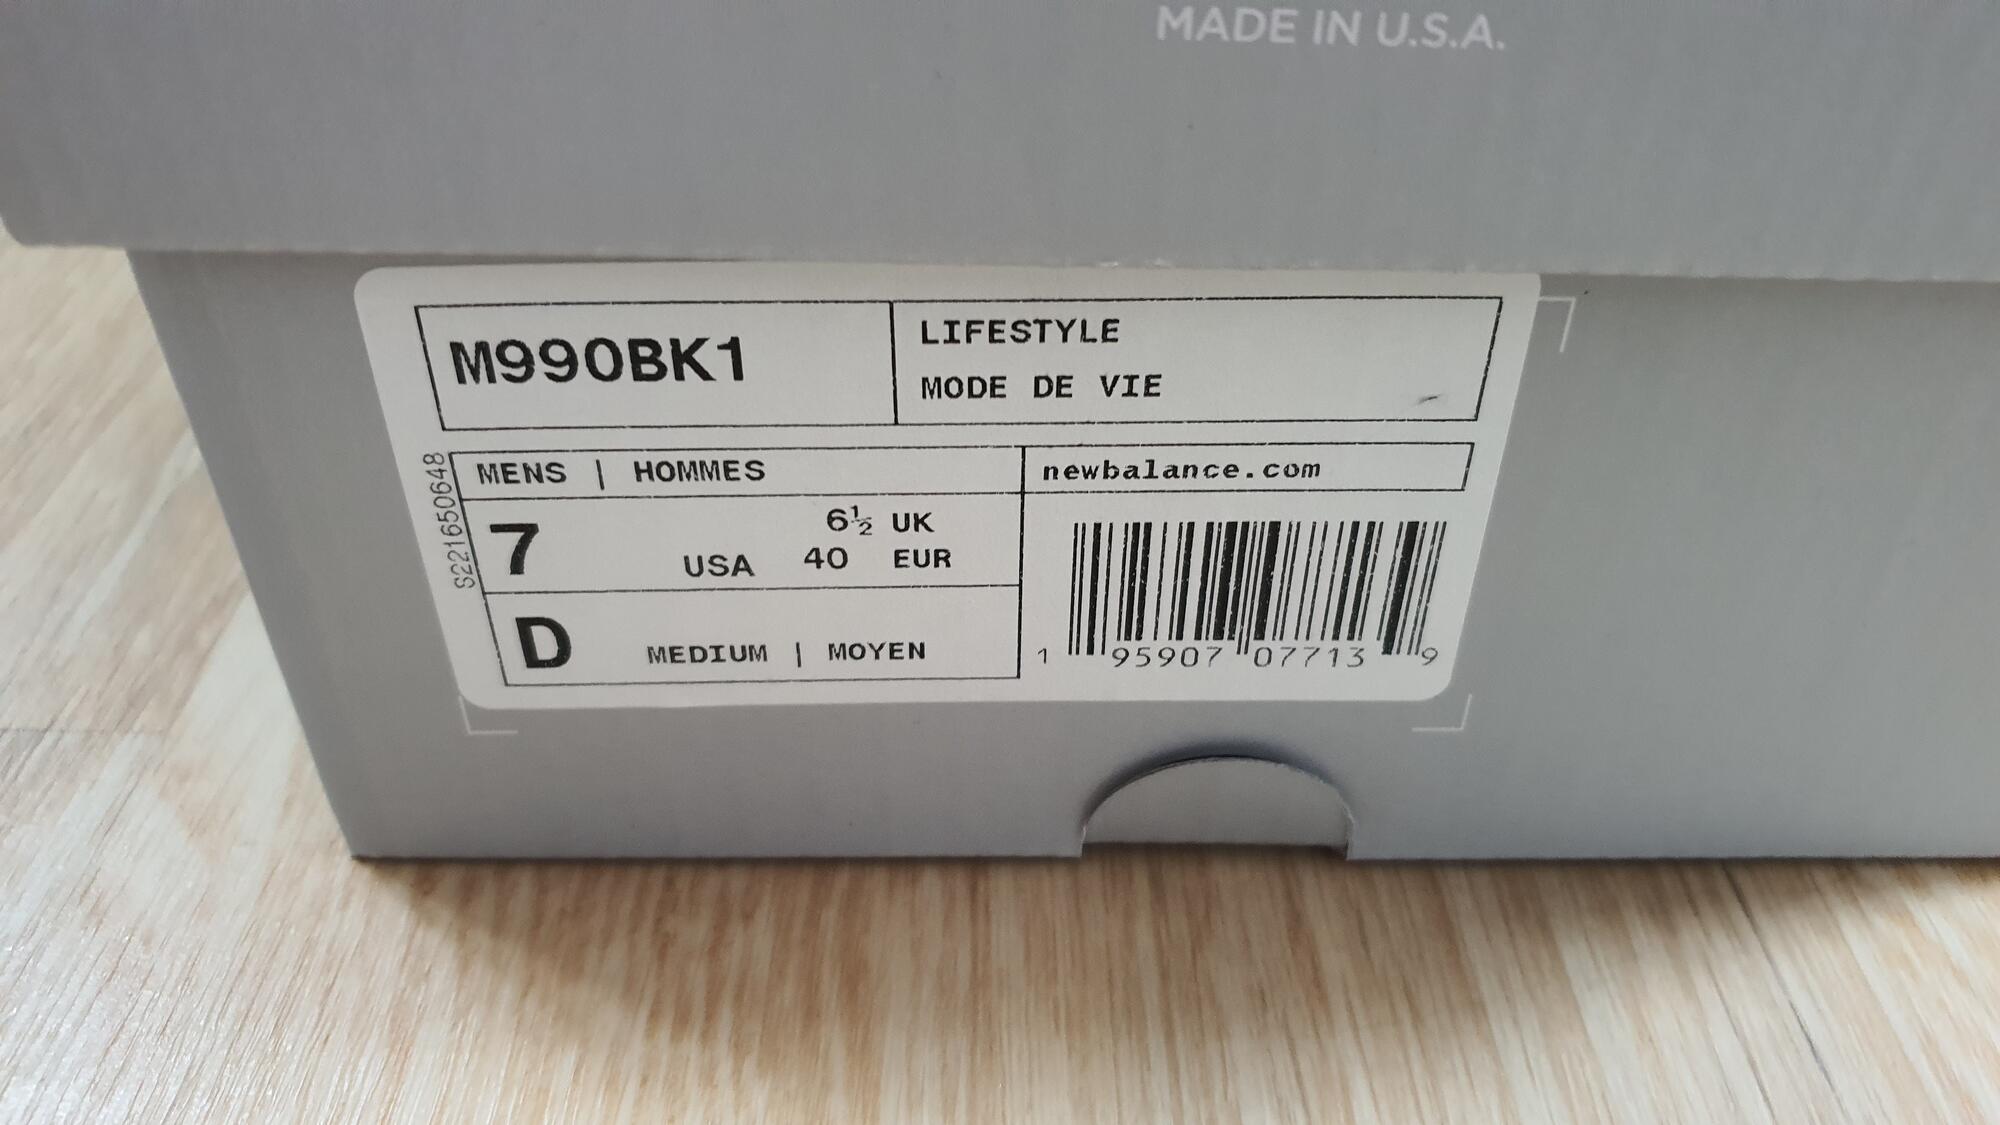 MADE IN U.S.A.
M990BK1
LIFESTYLE
MODE DE VIE
S22165050648
MENS | HOMMES
newbalance.com
7 USA
6½ UK
40 EUR
D MEDIUM | MOYEN
1 95907 07713 9